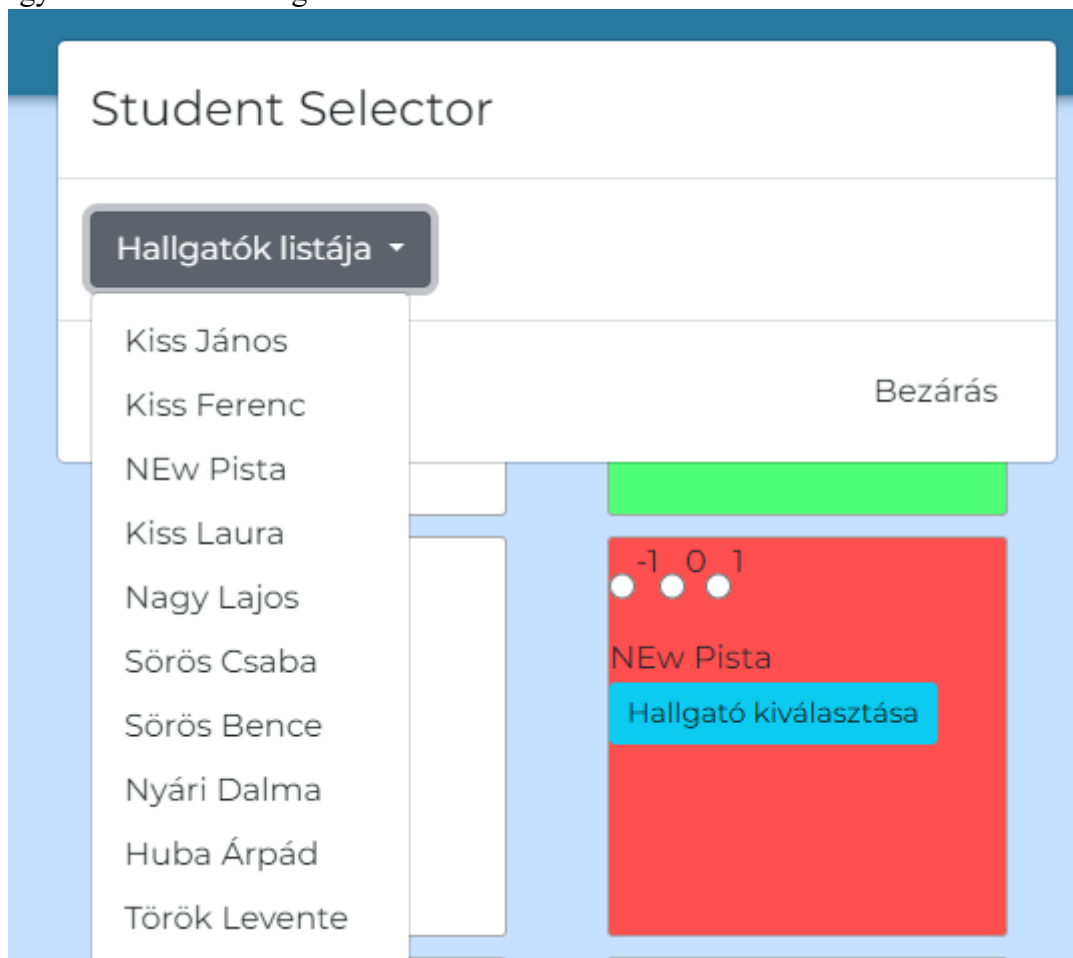 Student Selector
Hallgatók listája
Kiss János
Kiss Ferenc
NEw Pista
Kiss Laura
Nagy Lajos
Sörös Csaba
Sörös Bence
Nyári Dalma
Huba Árpád
Török Levente
Bezárás
-1 0 1
NEw Pista
Hallgató kiválasztása